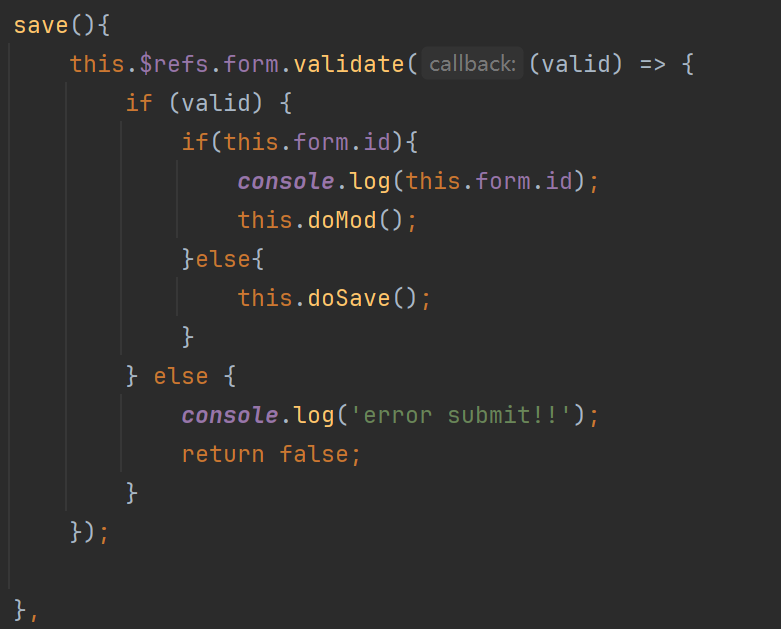 save(){
this.$refs.form.validate( callback: (valid) => {
if (valid) {
if(this.form.id){
console.log(this.form.id);
this.doMod();
}else{
this.doSave();
}
} else {
console.log('error submit!!');
return false;
}
});
},